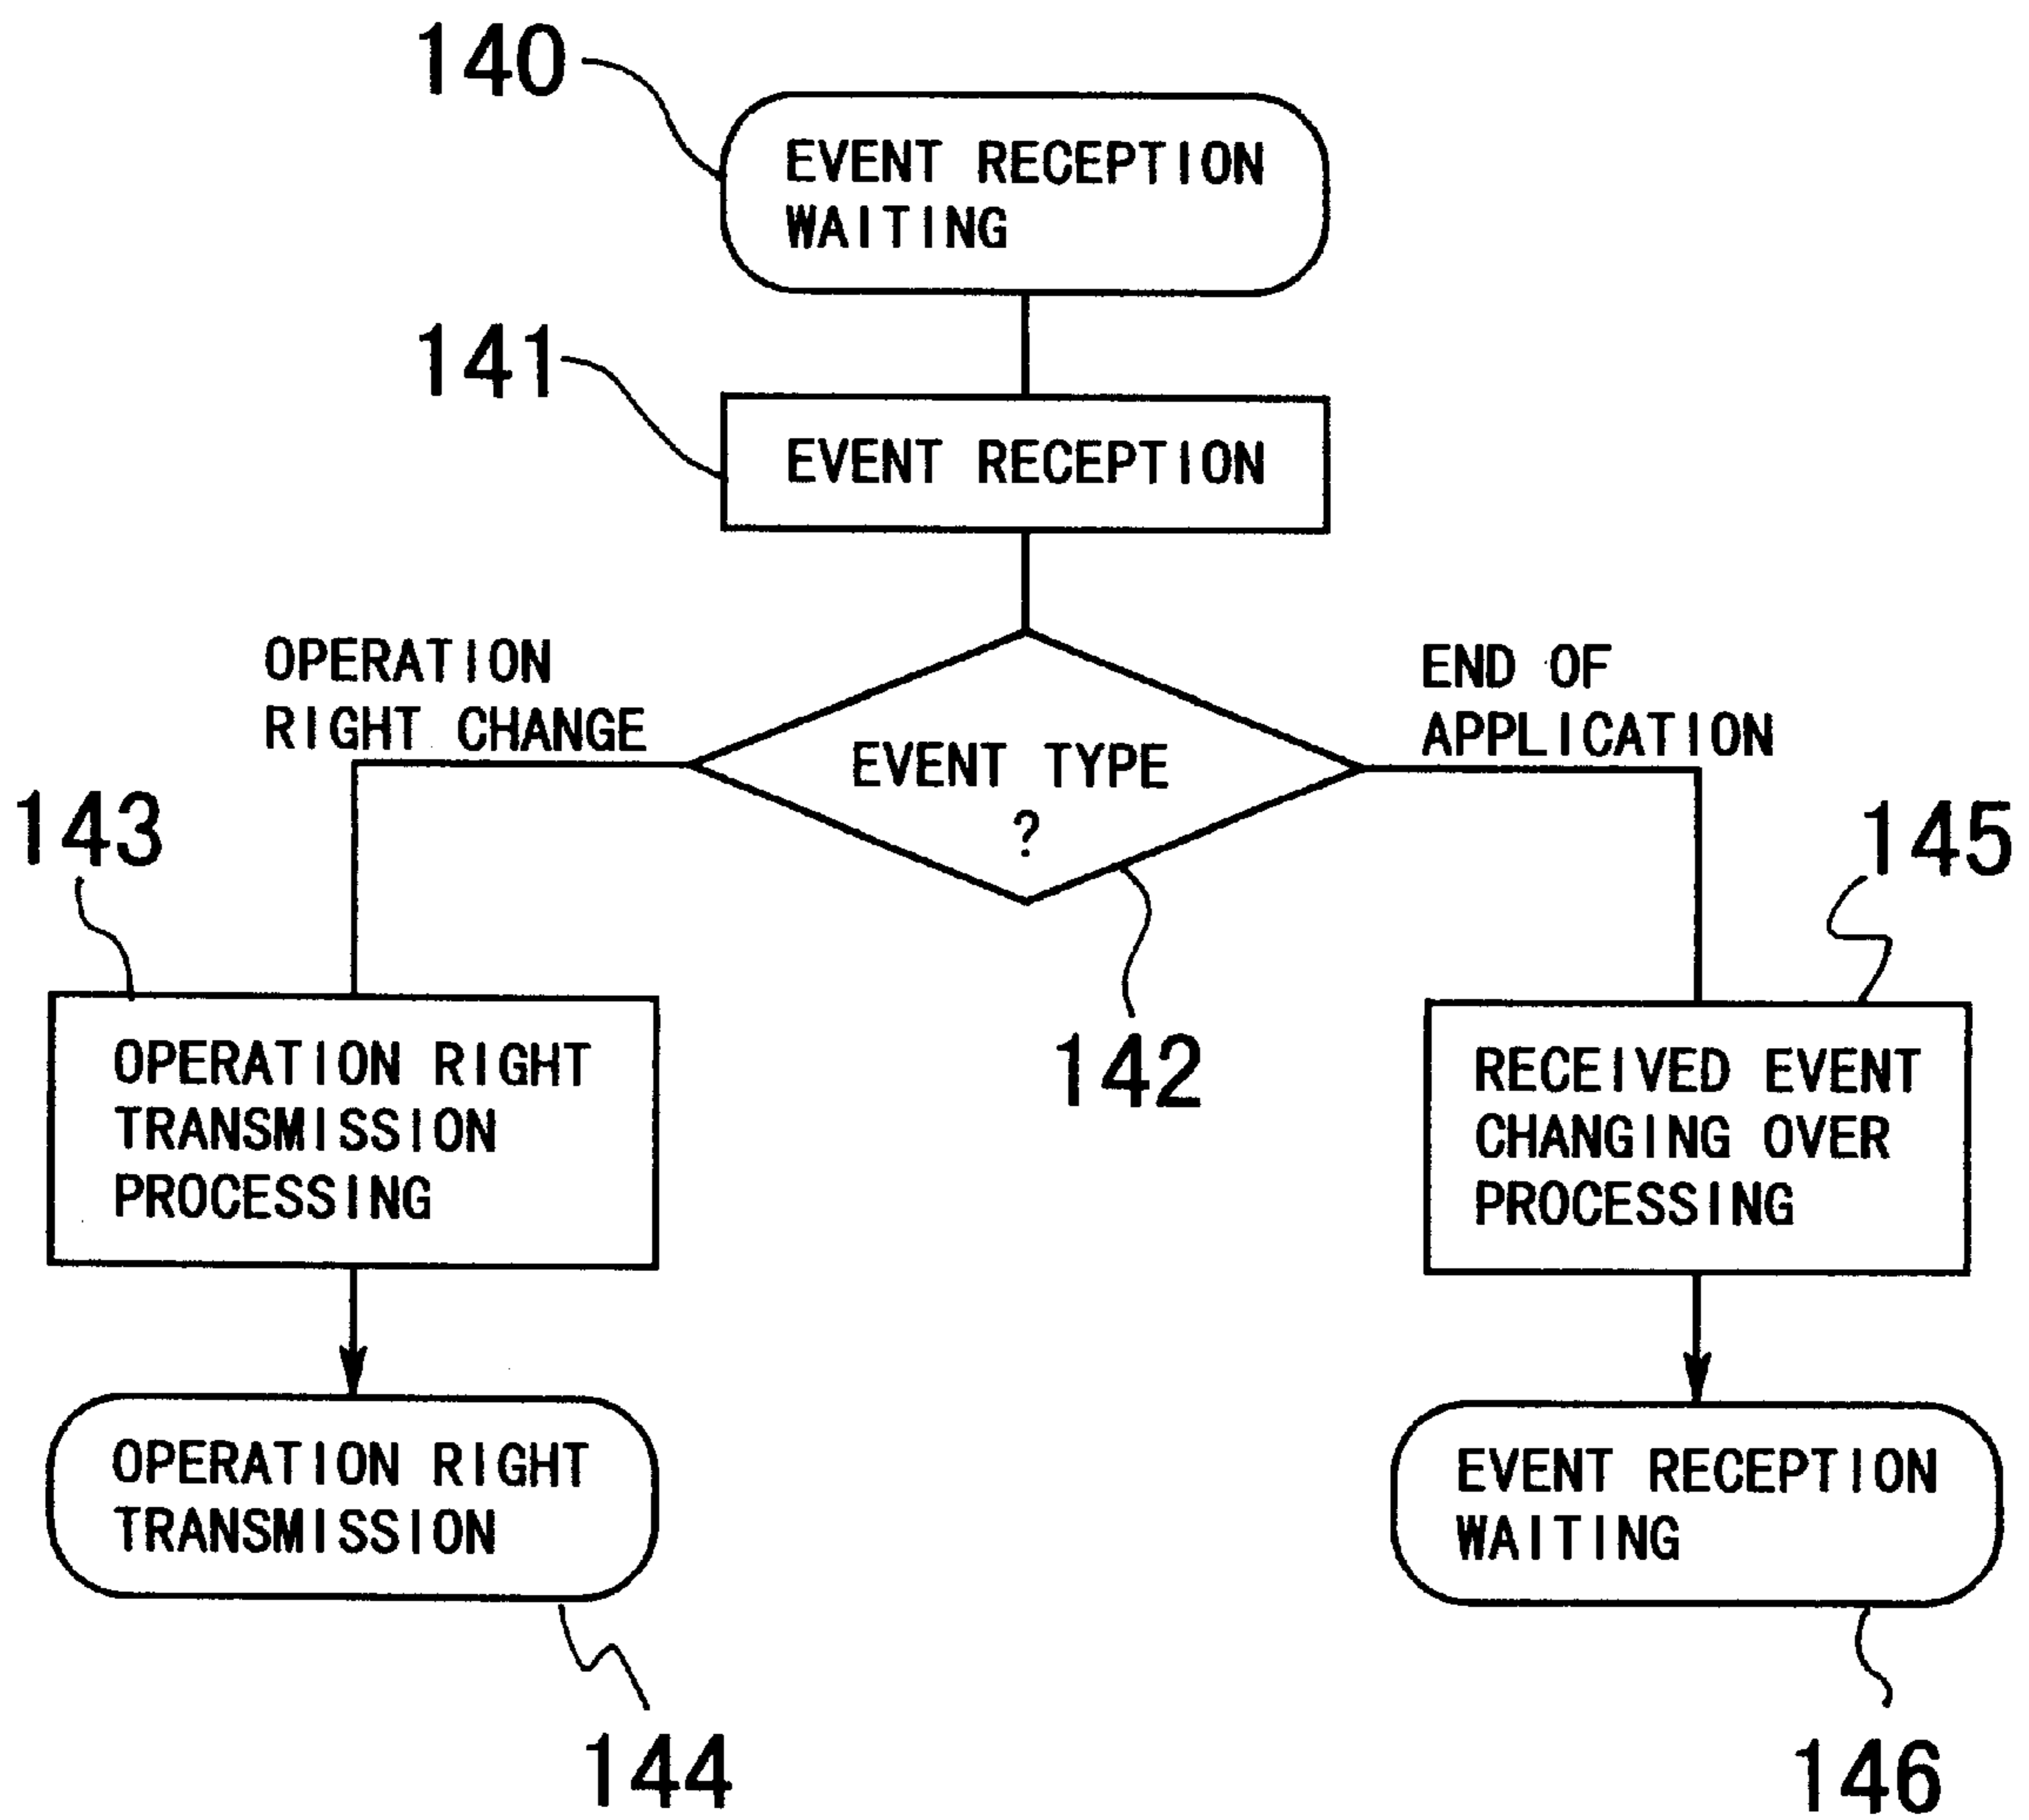 140
EVENT RECEPTION
WAITING
141
EVENT RECEPTION
OPERATION
RIGHT CHANGE
END OF
APPLICATION
EVENT TYPE
?
143
145
142
OPERATION RIGHT
TRANSMISSION
PROCESSING
RECEIVED EVENT
CHANGING OVER
PROCESSING
OPERATION RIGHT
TRANSMISSION
EVENT RECEPTION
WAITING
144
146